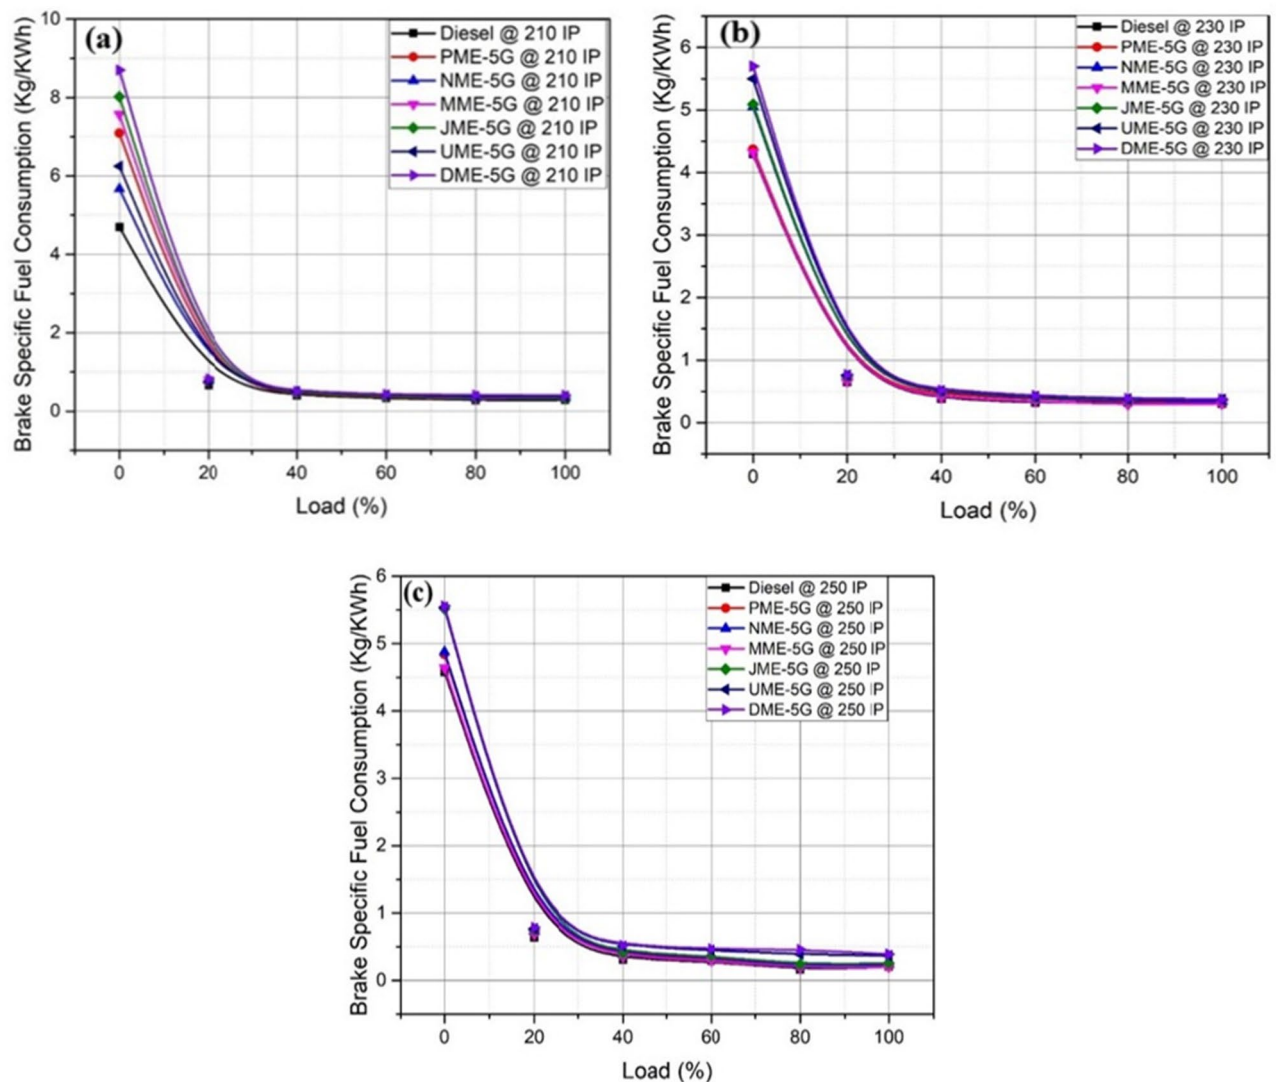 (a)
Brake Specific Fuel Consumption (Kg/KWh)
10
8
6
4
2
0
Diesel @ 210 IP
PME-5G @ 210 IP
NME-5G @ 210 IP
MME-5G @ 210 IP
JME-5G @ 210 IP
UME-5G @ 210 IP
DME-5G @ 210 IP
0 20 40 60 80 100
Load (%)
(b)
Brake Specific Fuel Consumption (Kg/KWh)
6
5
4
3
2
1
0
Diesel @ 230 IP
PME-5G @ 230 IP
NME-5G @ 230 IP
MME-5G @ 230 IP
JME-5G @ 230 IP
UME-5G @ 230 IP
DME-5G @ 230 IP
0 20 40 60 80 100
Load (%)
(c)
Brake Specific Fuel Consumption (Kg/KWh)
6
5
4
3
2
1
0
Diesel @ 250 IP
PME-5G @ 250 IP
NME-5G @ 250 IP
MME-5G @ 250 IP
JME-5G @ 250 IP
UME-5G @ 250 IP
DME-5G @ 250 IP
0 20 40 60 80 100
Load (%)